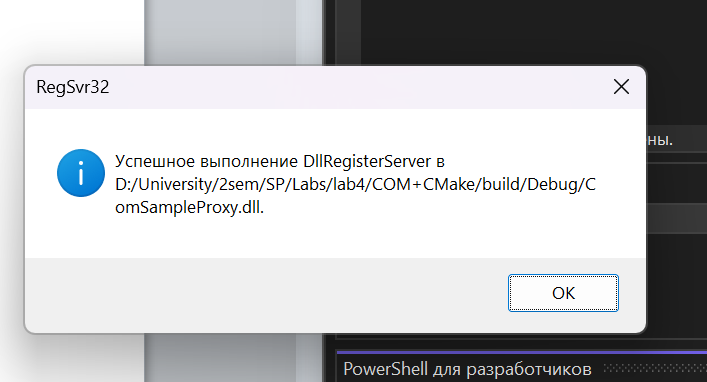 RegSvr32
Успешное выполнение DllRegisterServer в
D:/University/2sem/SP/Labs/lab4/COM+CMake/build/Debug/C
omSampleProxy.dll.
ны.
OK
PowerShell для разработчиков